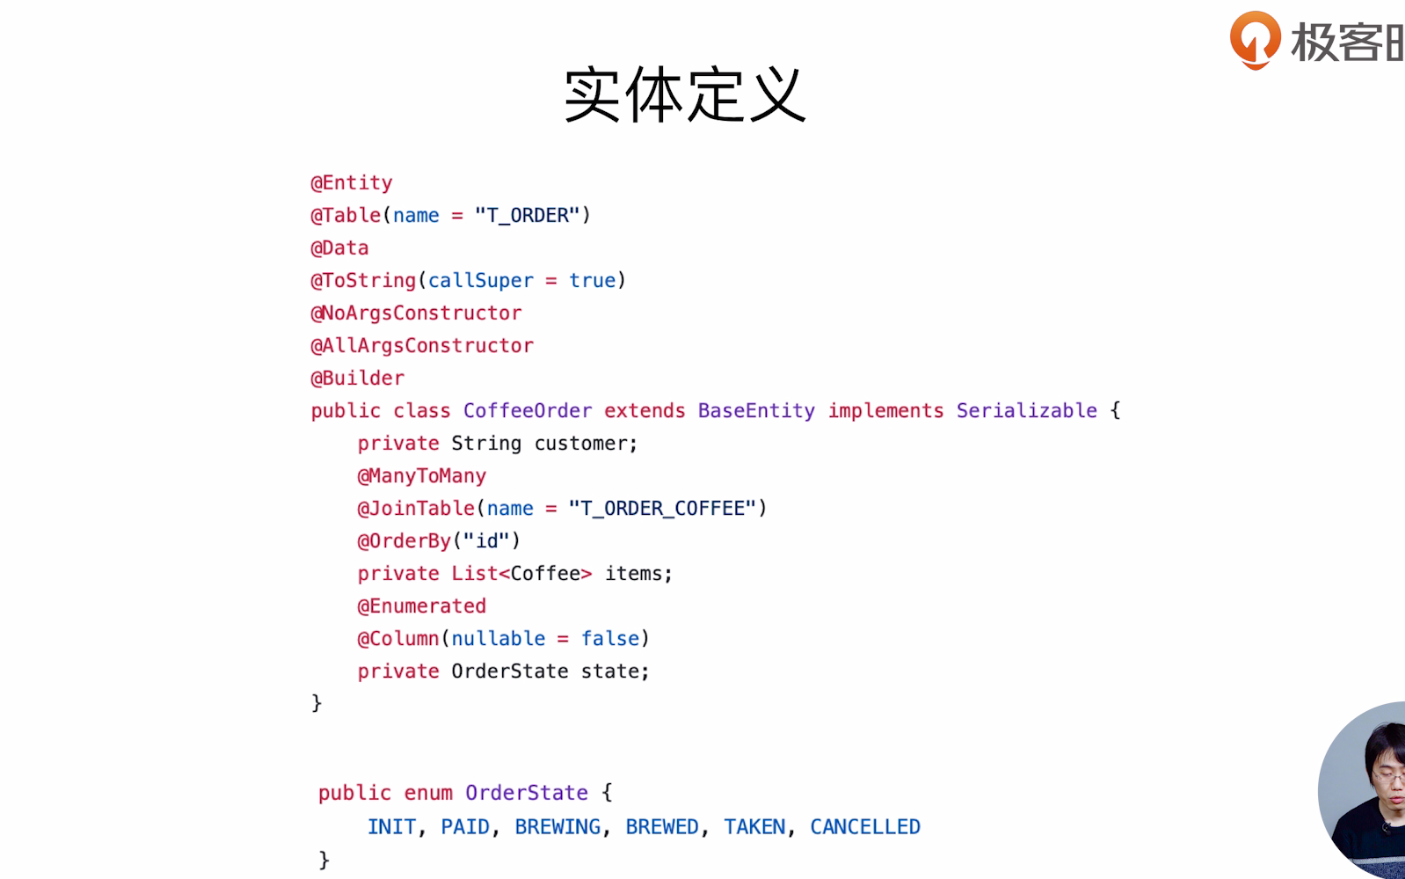 极客
实体定义
@Entity
@Table(name = "T_ORDER")
@Data
@ToString(callSuper = true)
@NoArgsConstructor
@AllArgsConstructor
@Builder
public class CoffeeOrder extends BaseEntity implements Serializable {
    private String customer;
    @ManyToMany
    @JoinTable(name = "T_ORDER_COFFEE")
    @OrderBy("id")
    private List<Coffee> items;
    @Enumerated
    @Column(nullable = false)
    private OrderState state;
}
public enum OrderState {
    INIT, PAID, BREWING, BREWED, TAKEN, CANCELLED
}